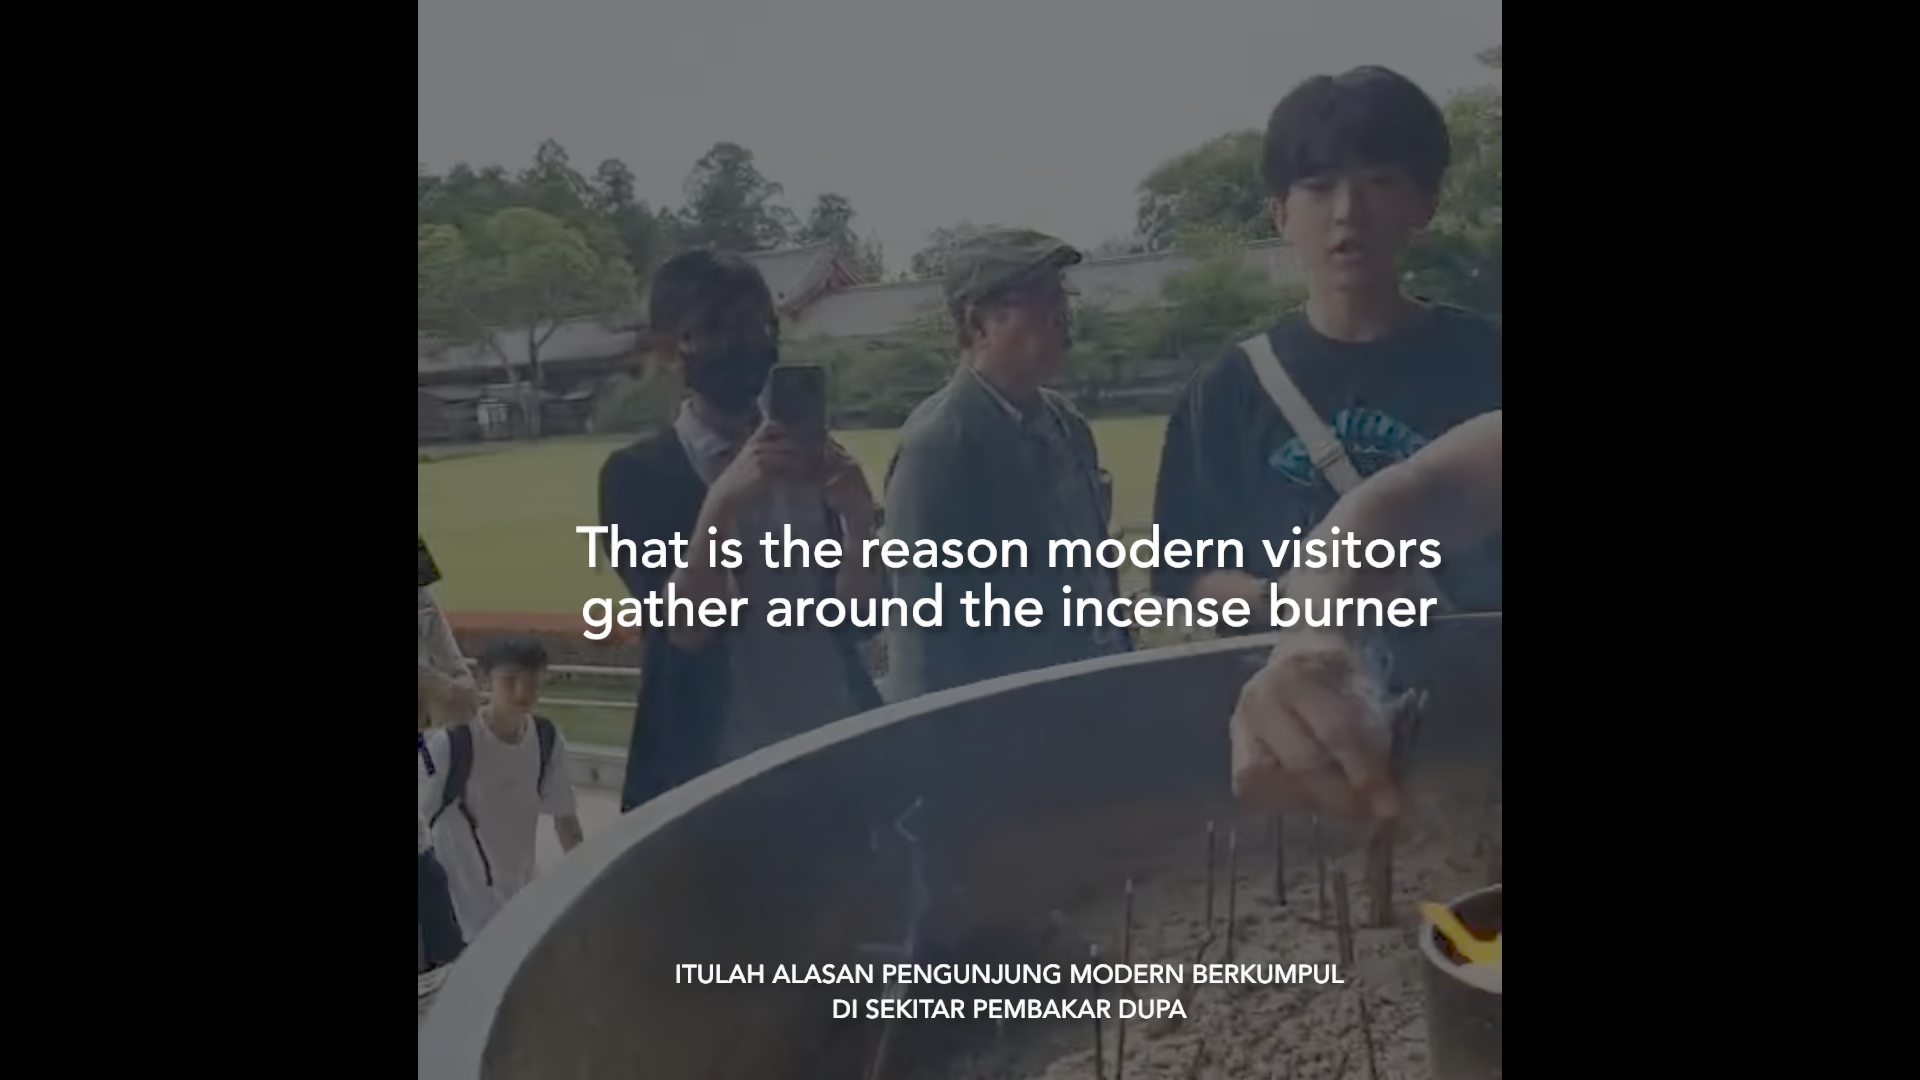 That is the reason modern visitors
gather around the incense burner
ITULAH ALASAN PENGUNJUNG MODERN BERKUMPUL
DI SEKITAR PEMBAKAR DUPA